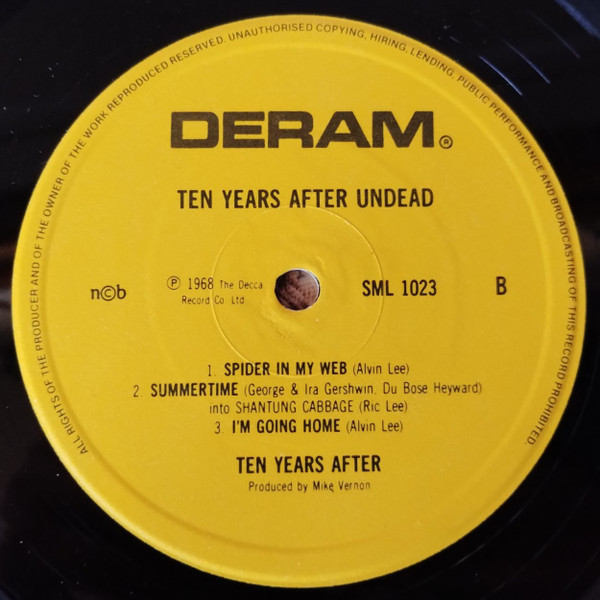 ALL RIGHTS OF THE PRODUCER AND OF THE OWNER OF THE WORK REPRODUCED RESERVED. UNAUTHORISED COPYING, HIRING, LENDING, PUBLIC PERFORMANCE AND BROADCASTING OF THIS RECORD PROHIBITED.
DERAM®
TEN YEARS AFTER UNDEAD
n©b
℗ 1968 The Decca
Record Co Ltd
SML 1023
B
1. SPIDER IN MY WEB (Alvin Lee)
2. SUMMERTIME (George & Ira Gershwin, Du Bose Heyward)
into SHANTUNG CABBAGE (Ric Lee)
3 I'M GOING HOME (Alvin Lee)
TEN YEARS AFTER
Produced by Mike Vernon